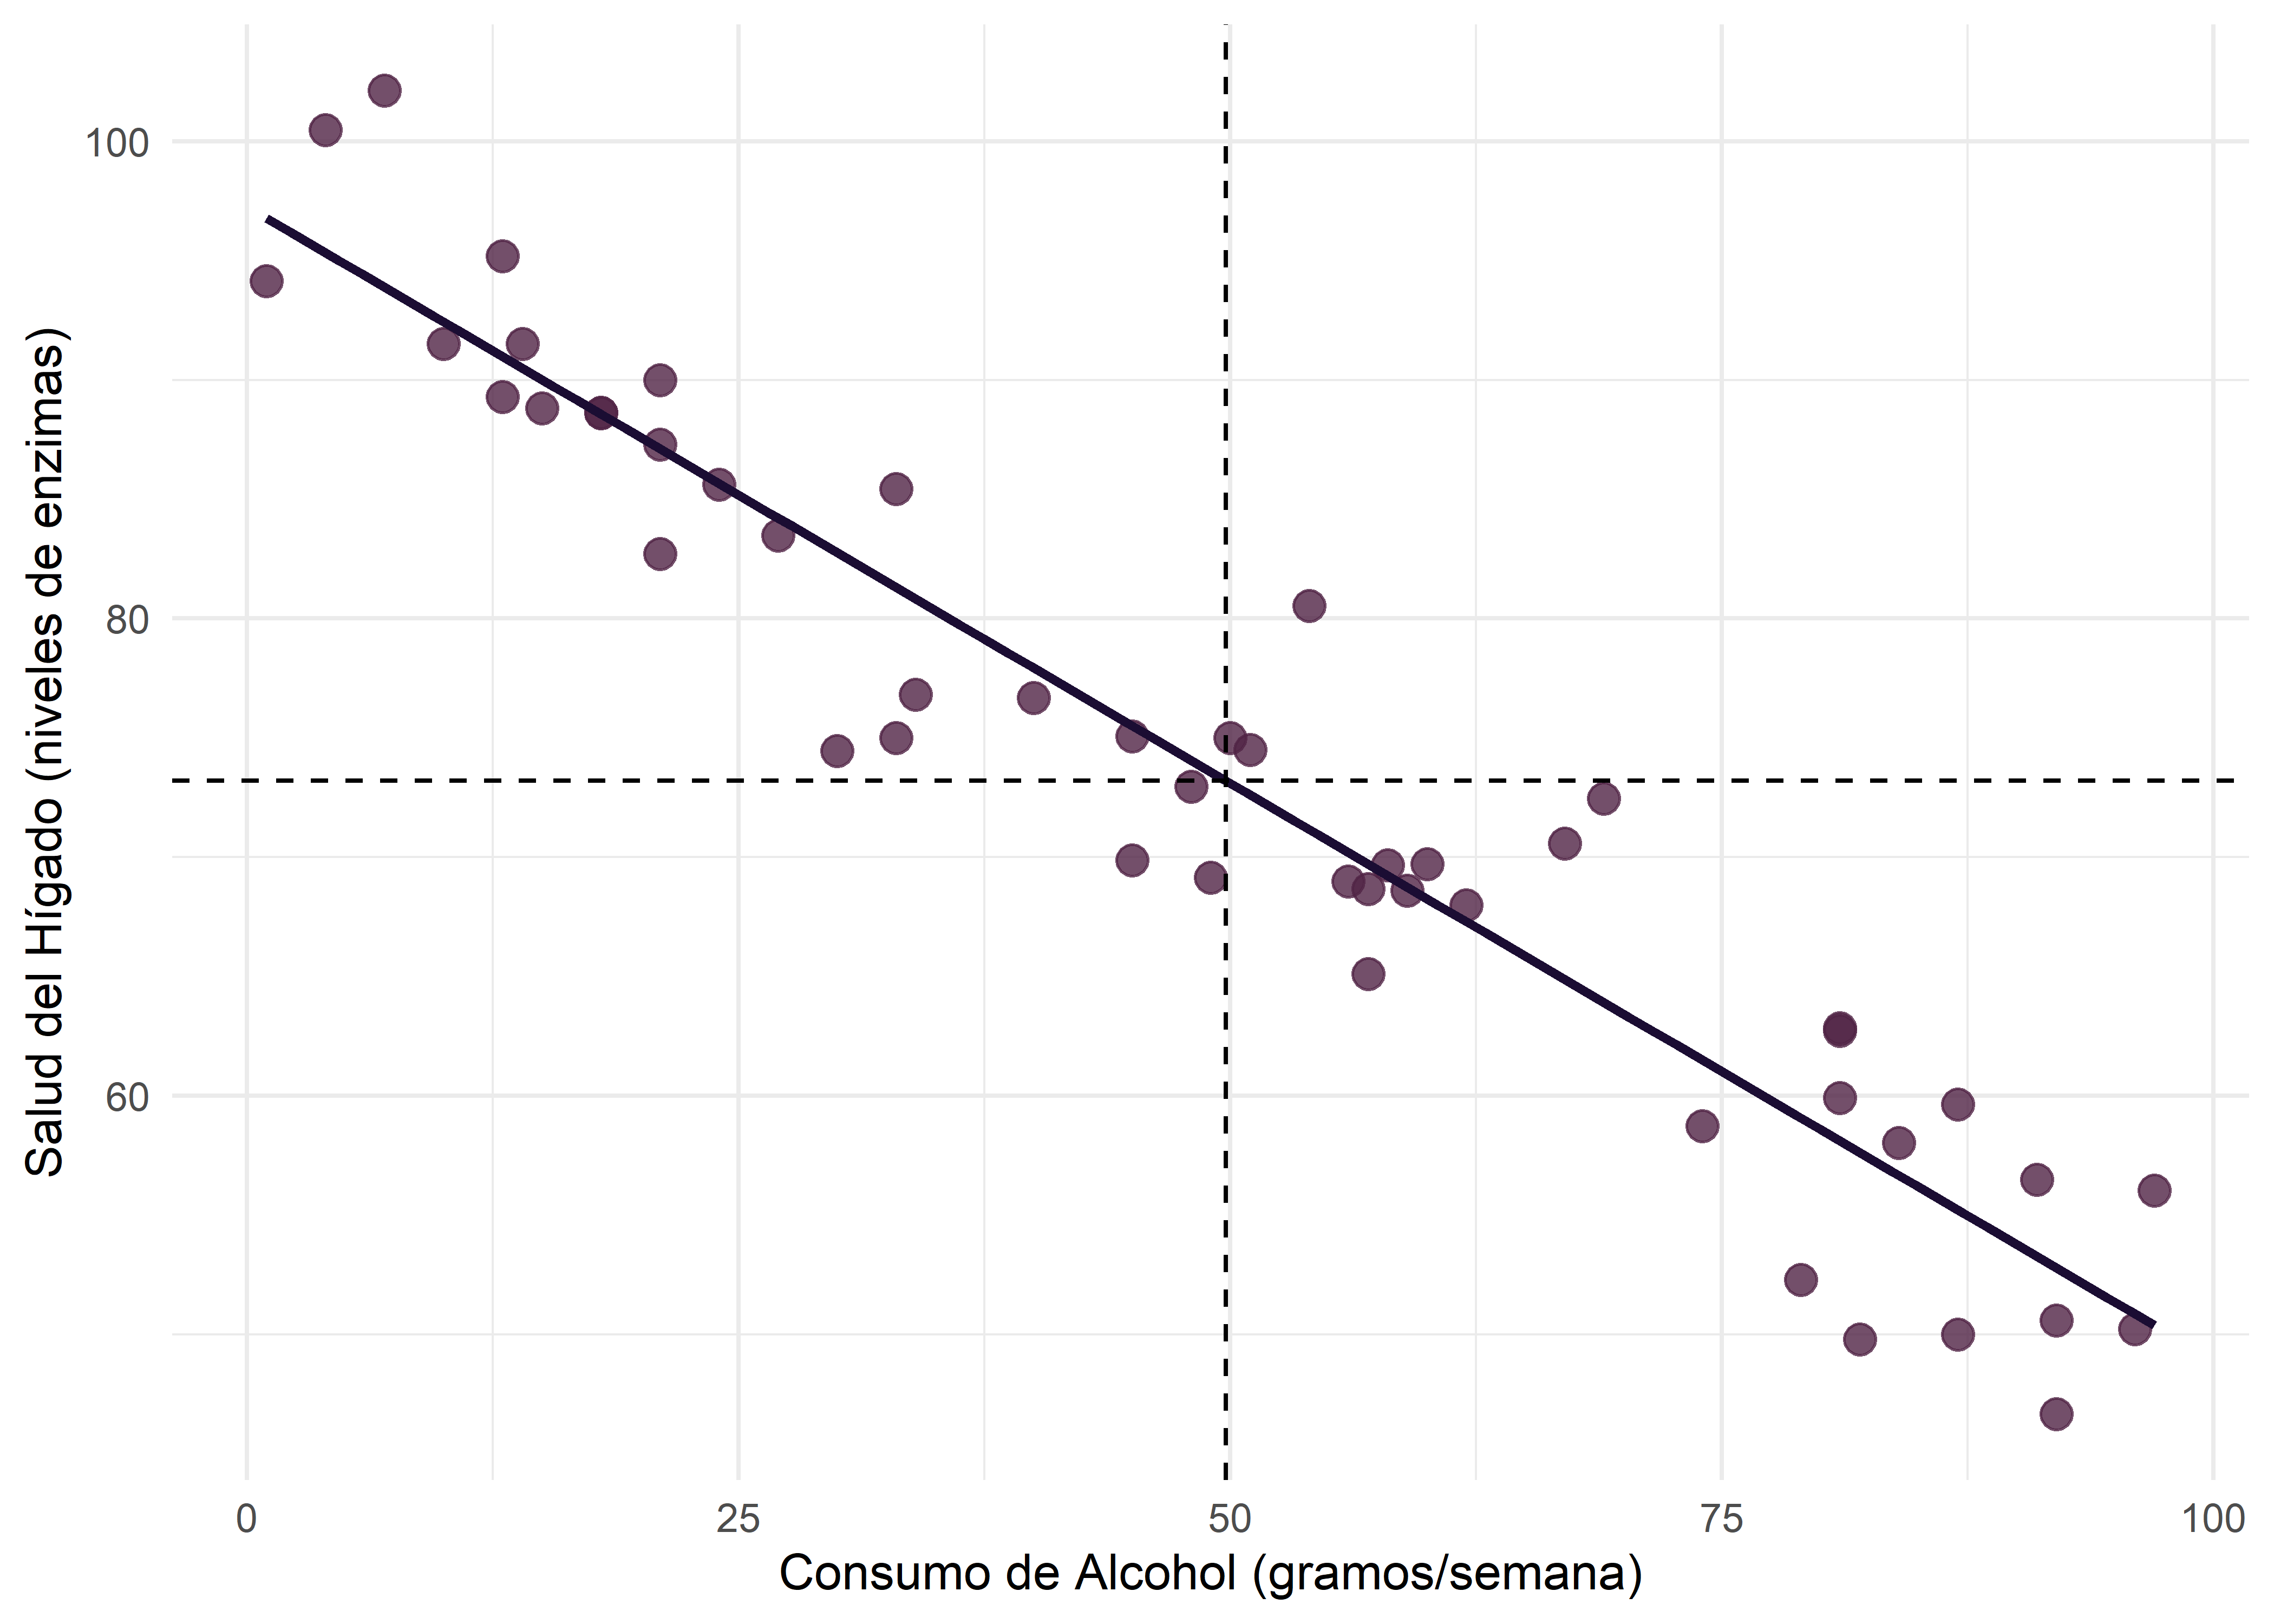 Salud del Hígado (niveles de enzimas)
100
80
60
0 25 50 75 100
Consumo de Alcohol (gramos/semana)